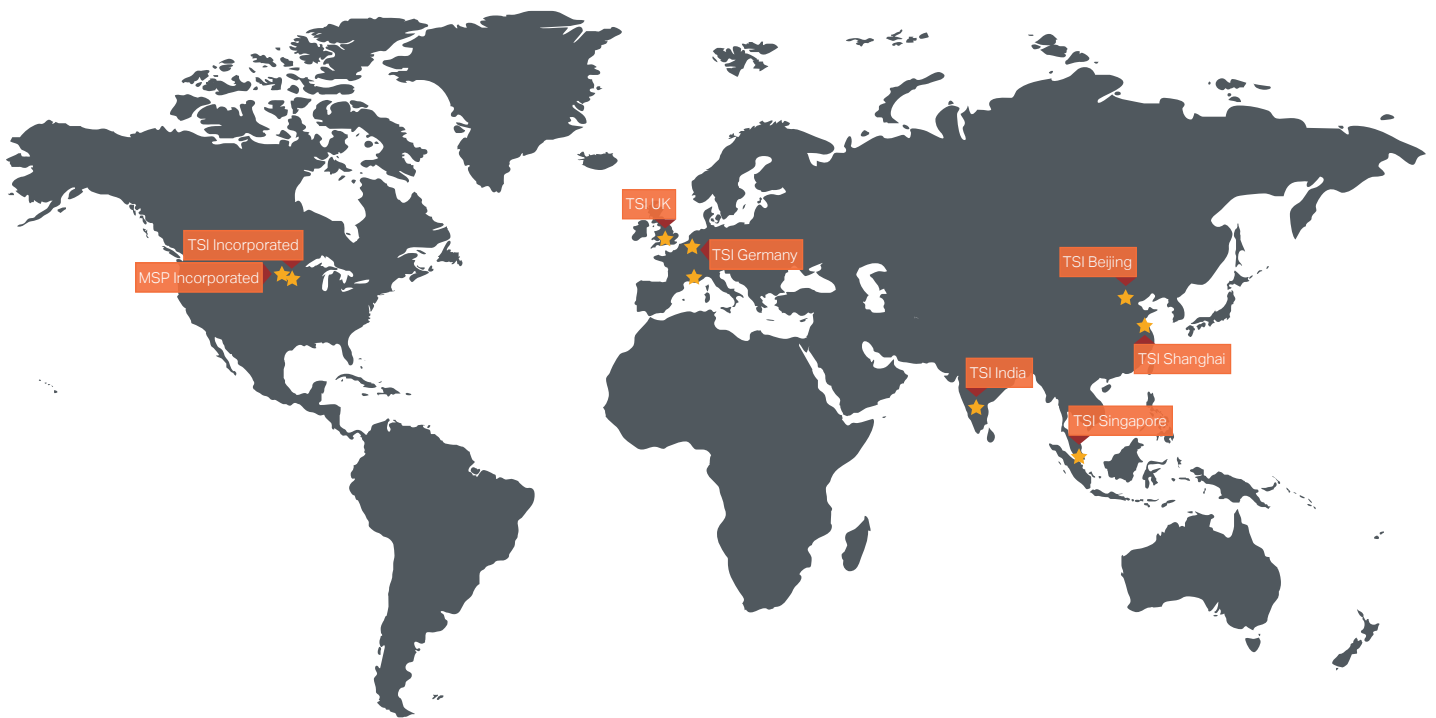 TSI UK
TSI Incorporated
TSI Germany
TSI Beijing
MSP Incorporated
TSI Shanghai
TSI India
TSI Singapore